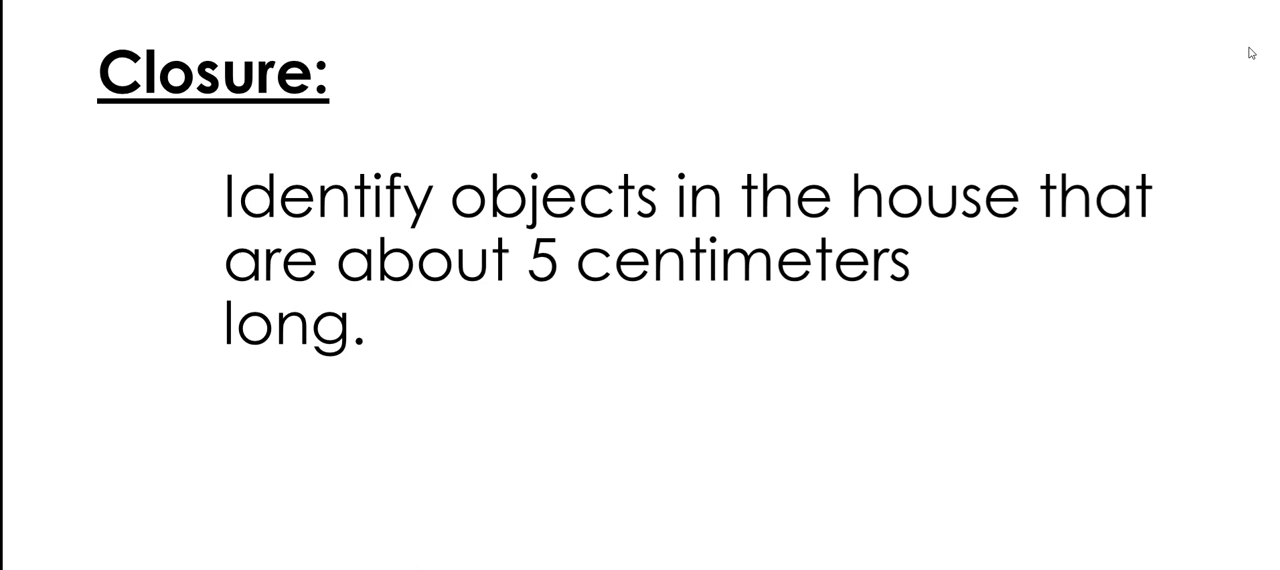 Closure:
Identify objects in the house that
are about 5 centimeters
long.